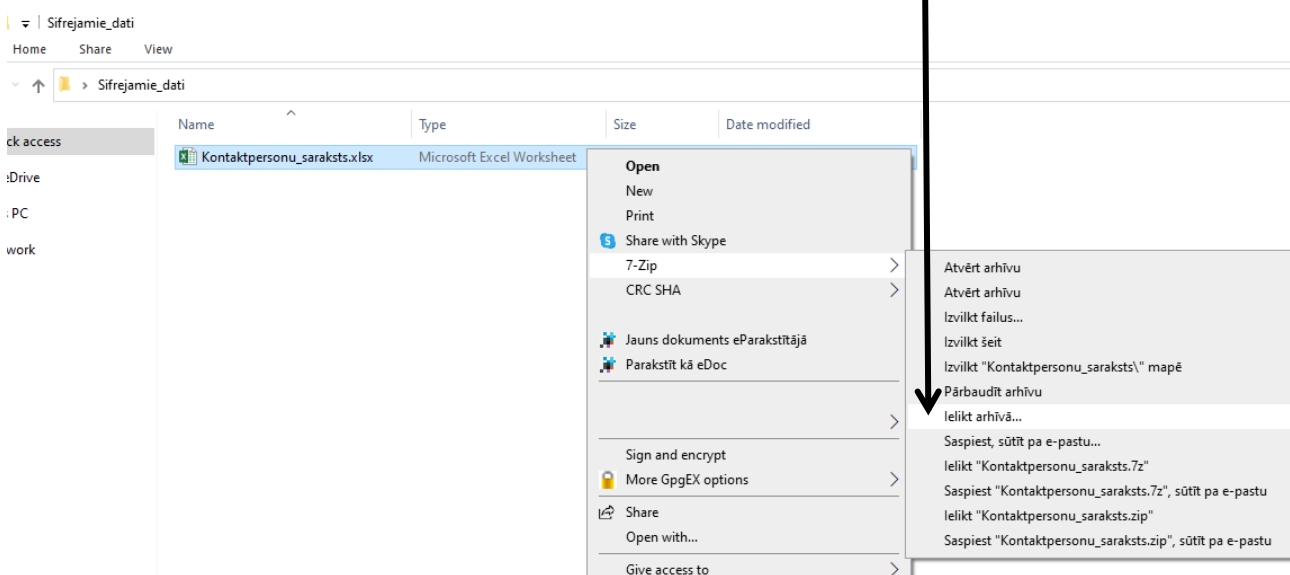 Sifrejamie_dati
Home Share View
Sifrejamie_dati
Name Type Size Date modified
ck access
eDrive
PC
work
Kontaktpersonu_saraksts.xlsx Microsoft Excel Worksheet
Open
New
Print
Share with Skype
7-Zip
CRC SHA
Jauns dokuments eParakstītājā
Parakstīt kā eDoc
Sign and encrypt
More GpgEX options
Share
Open with...
Give access to
Atvērt arhīvu
Atvērt arhīvu
Izvilkt failus...
Izvilkt šeit
Izvilkt "Kontaktpersonu_saraksts\" mapē
Pārbaudīt arhīvu
Ielikt arhīvā...
Saspiest, sūtīt pa e-pastu...
Ielikt "Kontaktpersonu_saraksts.7z"
Saspiest "Kontaktpersonu_saraksts.7z", sūtīt pa e-pastu
Ielikt "Kontaktpersonu_saraksts.zip"
Saspiest "Kontaktpersonu_saraksts.zip", sūtīt pa e-pastu